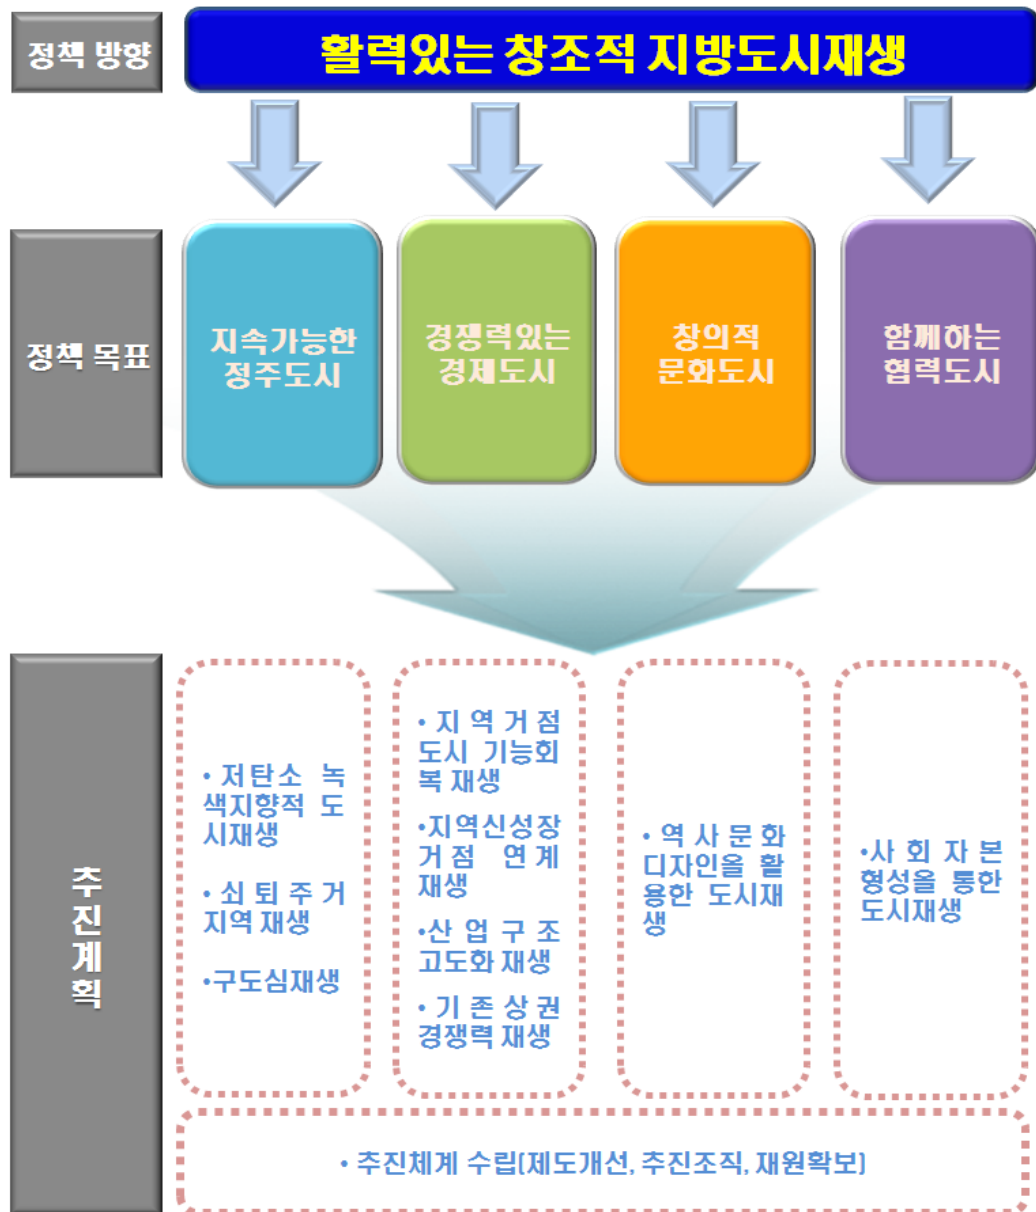 정책 방향
활력있는 창조적 지방도시재생
정책 목표
지속가능한
정주도시
경쟁력있는
경제도시
창의적
문화도시
함께하는
협력도시
추
진
계
획
• 저탄소 녹
색지향적 도
시재생
• 쇠퇴주거
지역 재생
•구도심재생
• 지역거점
도시 기능회
복 재생
•지역신성장
거점 연계
재생
•산업구조
고도화 재생
• 기존상권
경쟁력 재생
• 역사문화
디자인을 활
용한 도시재
생
•사회자본
형성을 통한
도시재생
• 추진체계 수립(제도개선, 추진조직, 재원확보)